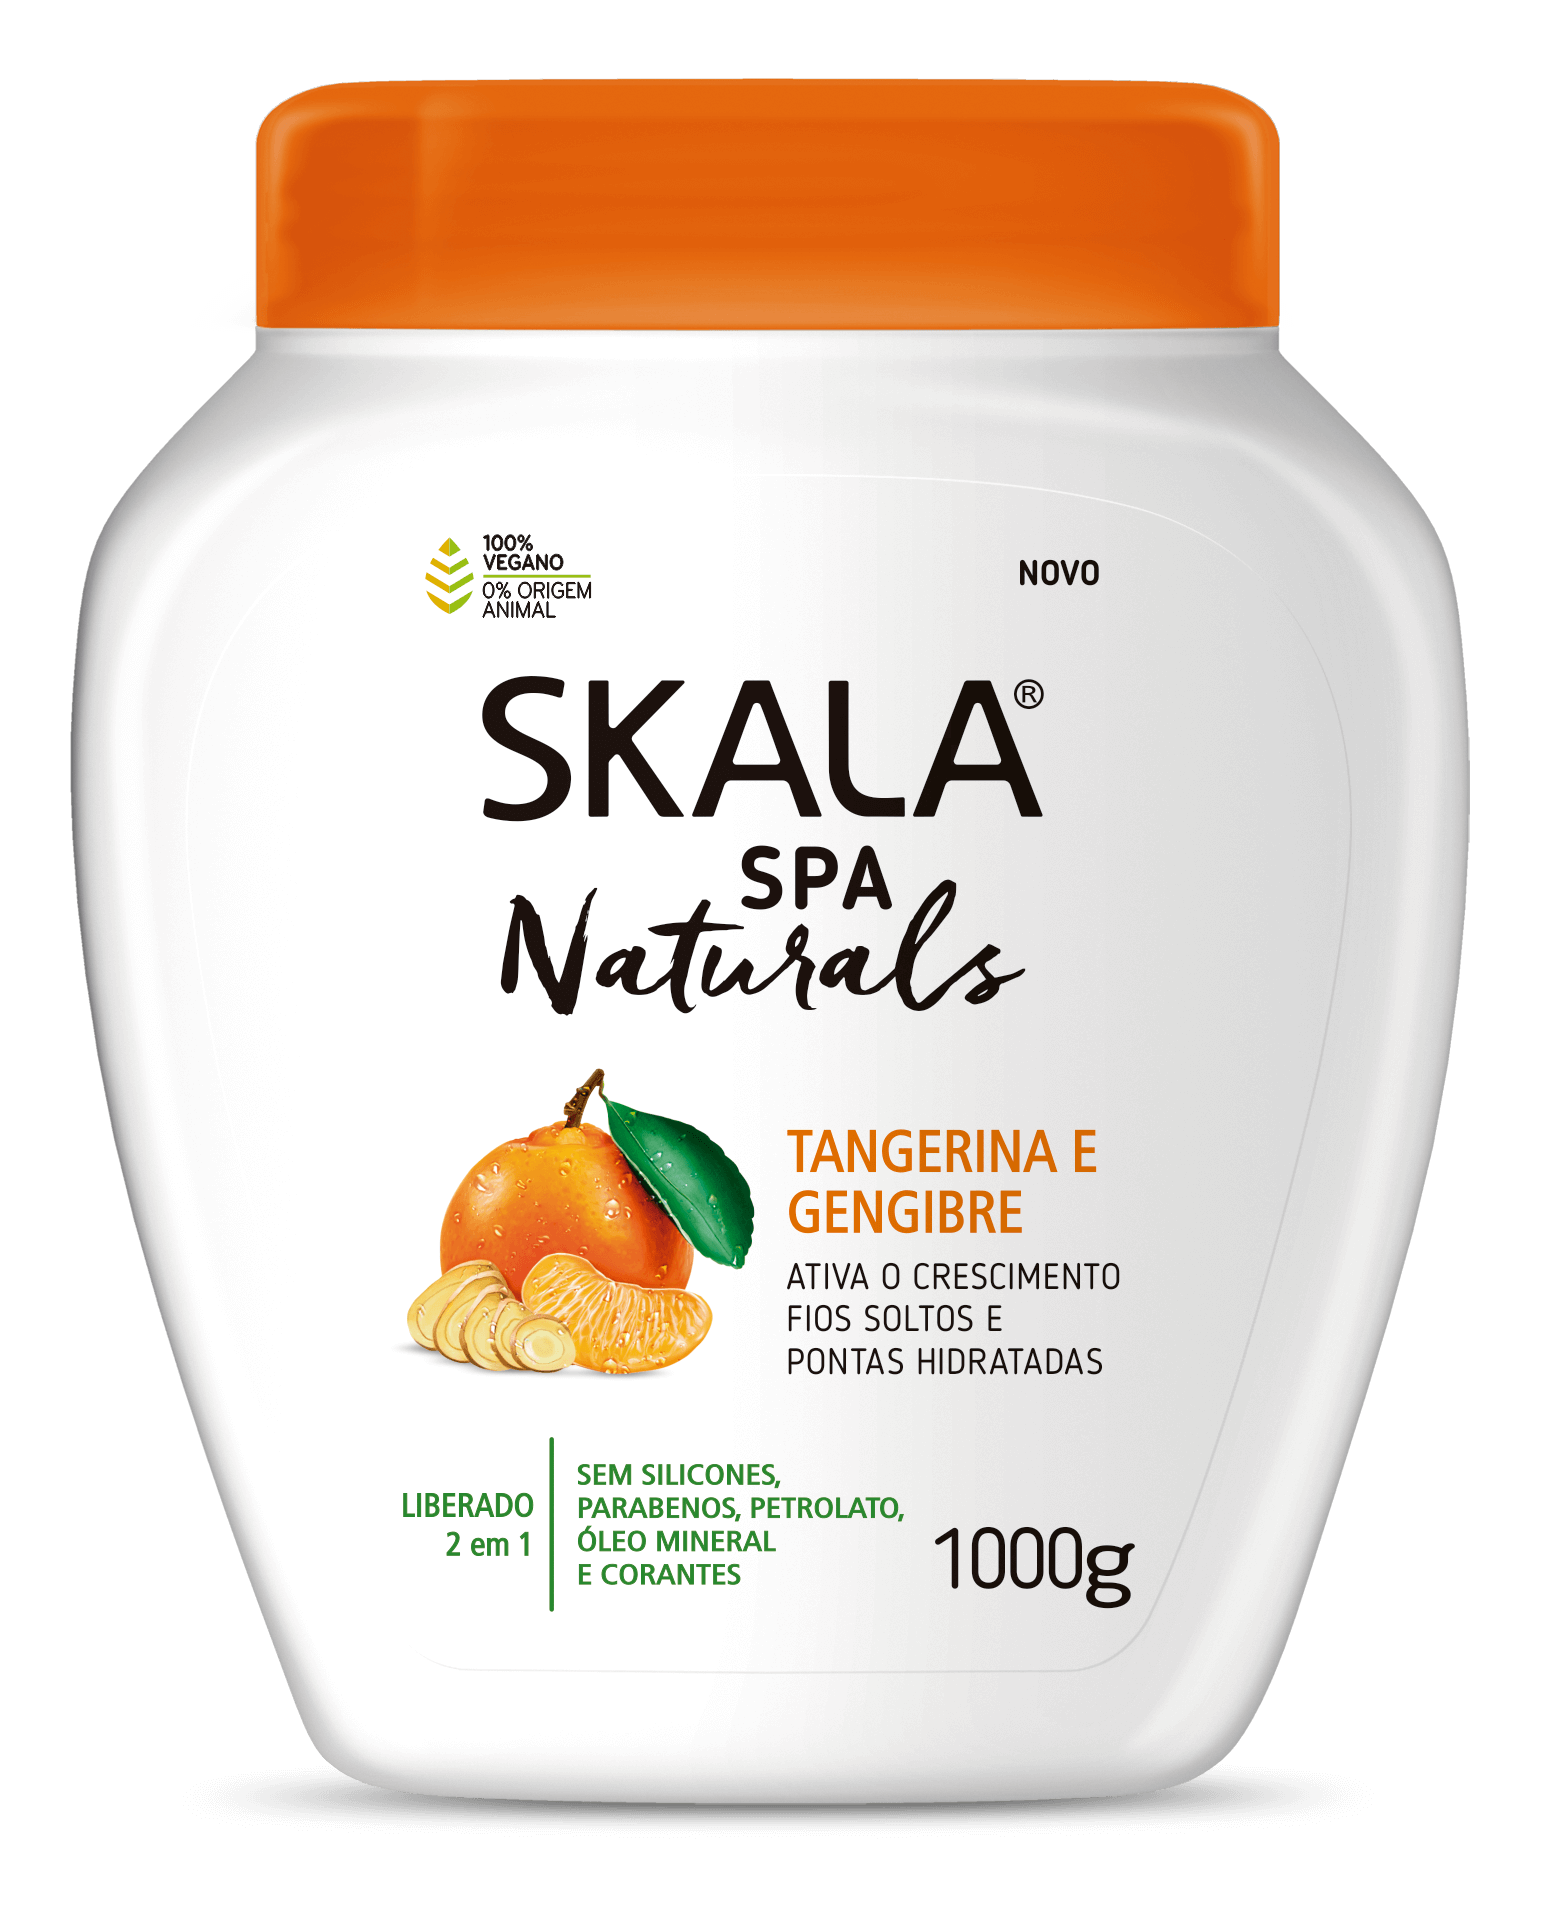 100%
VEGANO
0% ORIGEM
ANIMAL
NOVO
SKALA®
SPA
Naturals
TANGERINA E
GENGIBRE
ATIVA O CRESCIMENTO
FIOS SOLTOS E
PONTAS HIDRATADAS
LIBERADO
2 em 1
SEM SILICONES,
PARABENOS, PETROLATO,
ÓLEO MINERAL
E CORANTES
1000g